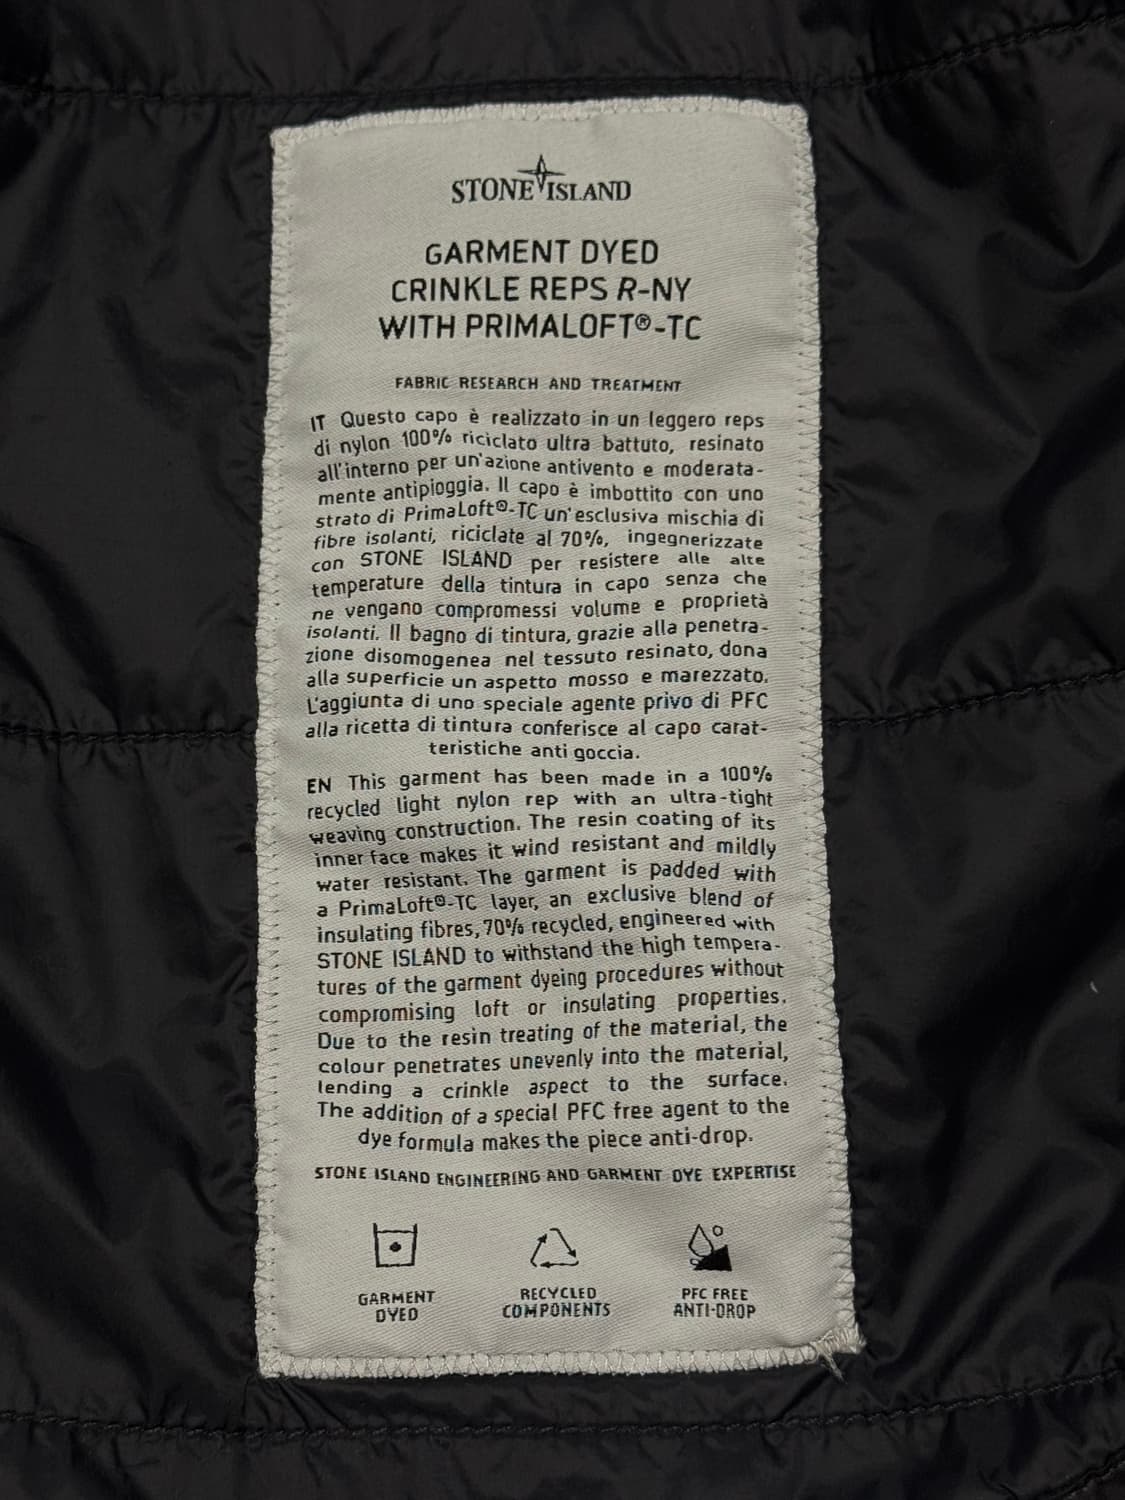 STONE ISLAND
GARMENT DYED
CRINKLE REPS R-NY
WITH PRIMALOFT®-TC
FABRIC RESEARCH AND TREATMENT
IT Questo capo è realizzato in un leggero reps
di nylon 100% riciclato ultra battuto, resinato
all'interno per un'azione antivento e moderata-
mente antipioggia. Il capo è imbottito con uno
strato di PrimaLoft®-TC un'esclusiva mischia di
fibre isolanti, riciclate al 70%, ingegnerizzate
con STONE ISLAND per resistere alle alte
temperature della tintura in capo senza che
ne vengano compromessi volume e proprietà
isolanti. Il bagno di tintura, grazie alla penetra-
zione disomogenea nel tessuto resinato, dona
alla superficie un aspetto mosso e marezzato.
L'aggiunta di uno speciale agente privo di PFC
alla ricetta di tintura conferisce al capo carat-
teristiche anti goccia.
EN This garment has been made in a 100%
recycled light nylon rep with an ultra-tight
weaving construction. The resin coating of its
inner face makes it wind resistant and mildly
water resistant. The garment is padded with
a PrimaLoft®-TC layer, an exclusive blend of
insulating fibres, 70% recycled, engineered with
STONE ISLAND to withstand the high tempera-
tures of the garment dyeing procedures without
compromising loft or insulating properties.
Due to the resin treating of the material, the
colour penetrates unevenly into the material,
lending a crinkle aspect to the surface.
The addition of a special PFC free agent to the
dye formula makes the piece anti-drop.
STONE ISLAND ENGINEERING AND GARMENT DYE EXPERTISE
GARMENT DYED
RECYCLED COMPONENTS
PFC FREE ANTI-DROP